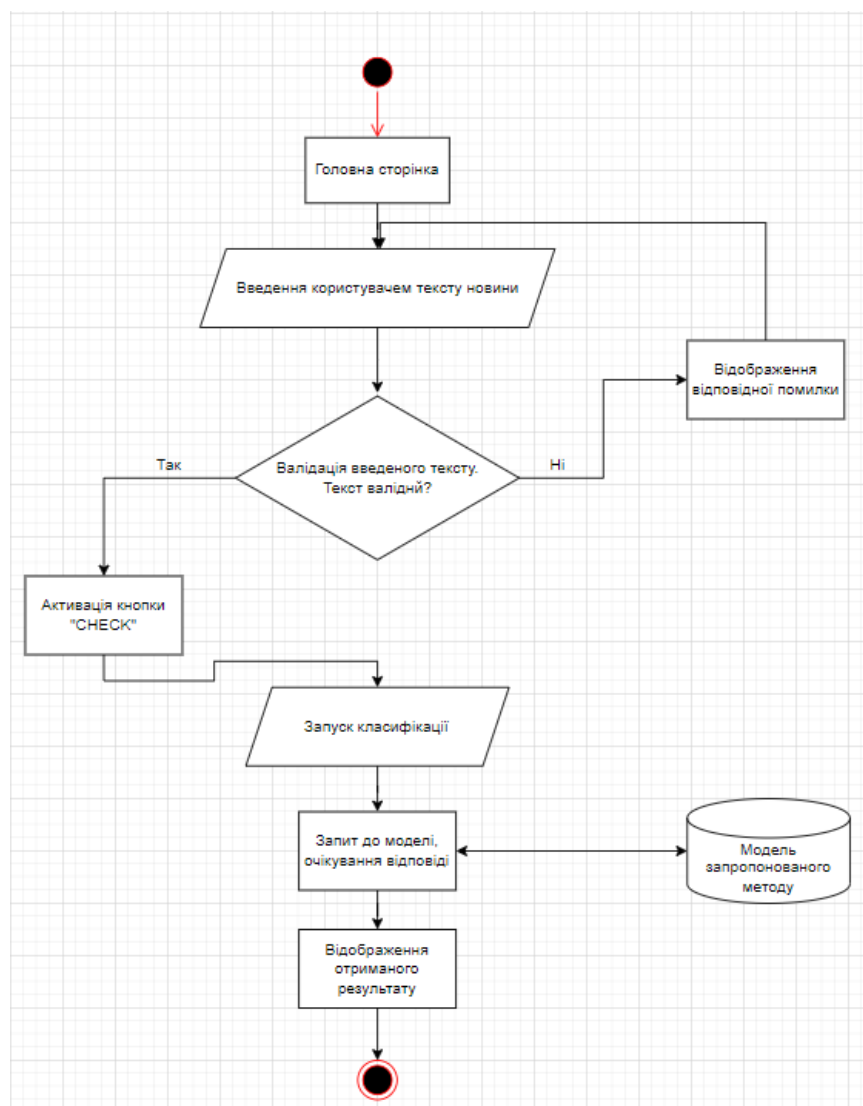 Головна сторінка
Введення користувачем тексту новини
Відображення
відповідної помилки
Так
Валідація введеного тексту.
Текст валіднй?
Ні
Активація кнопки
"CHECK"
Запуск класифікації
Запит до моделі,
очікування відповіді
Модель
запропонованого
методу
Відображення
отриманого
результату